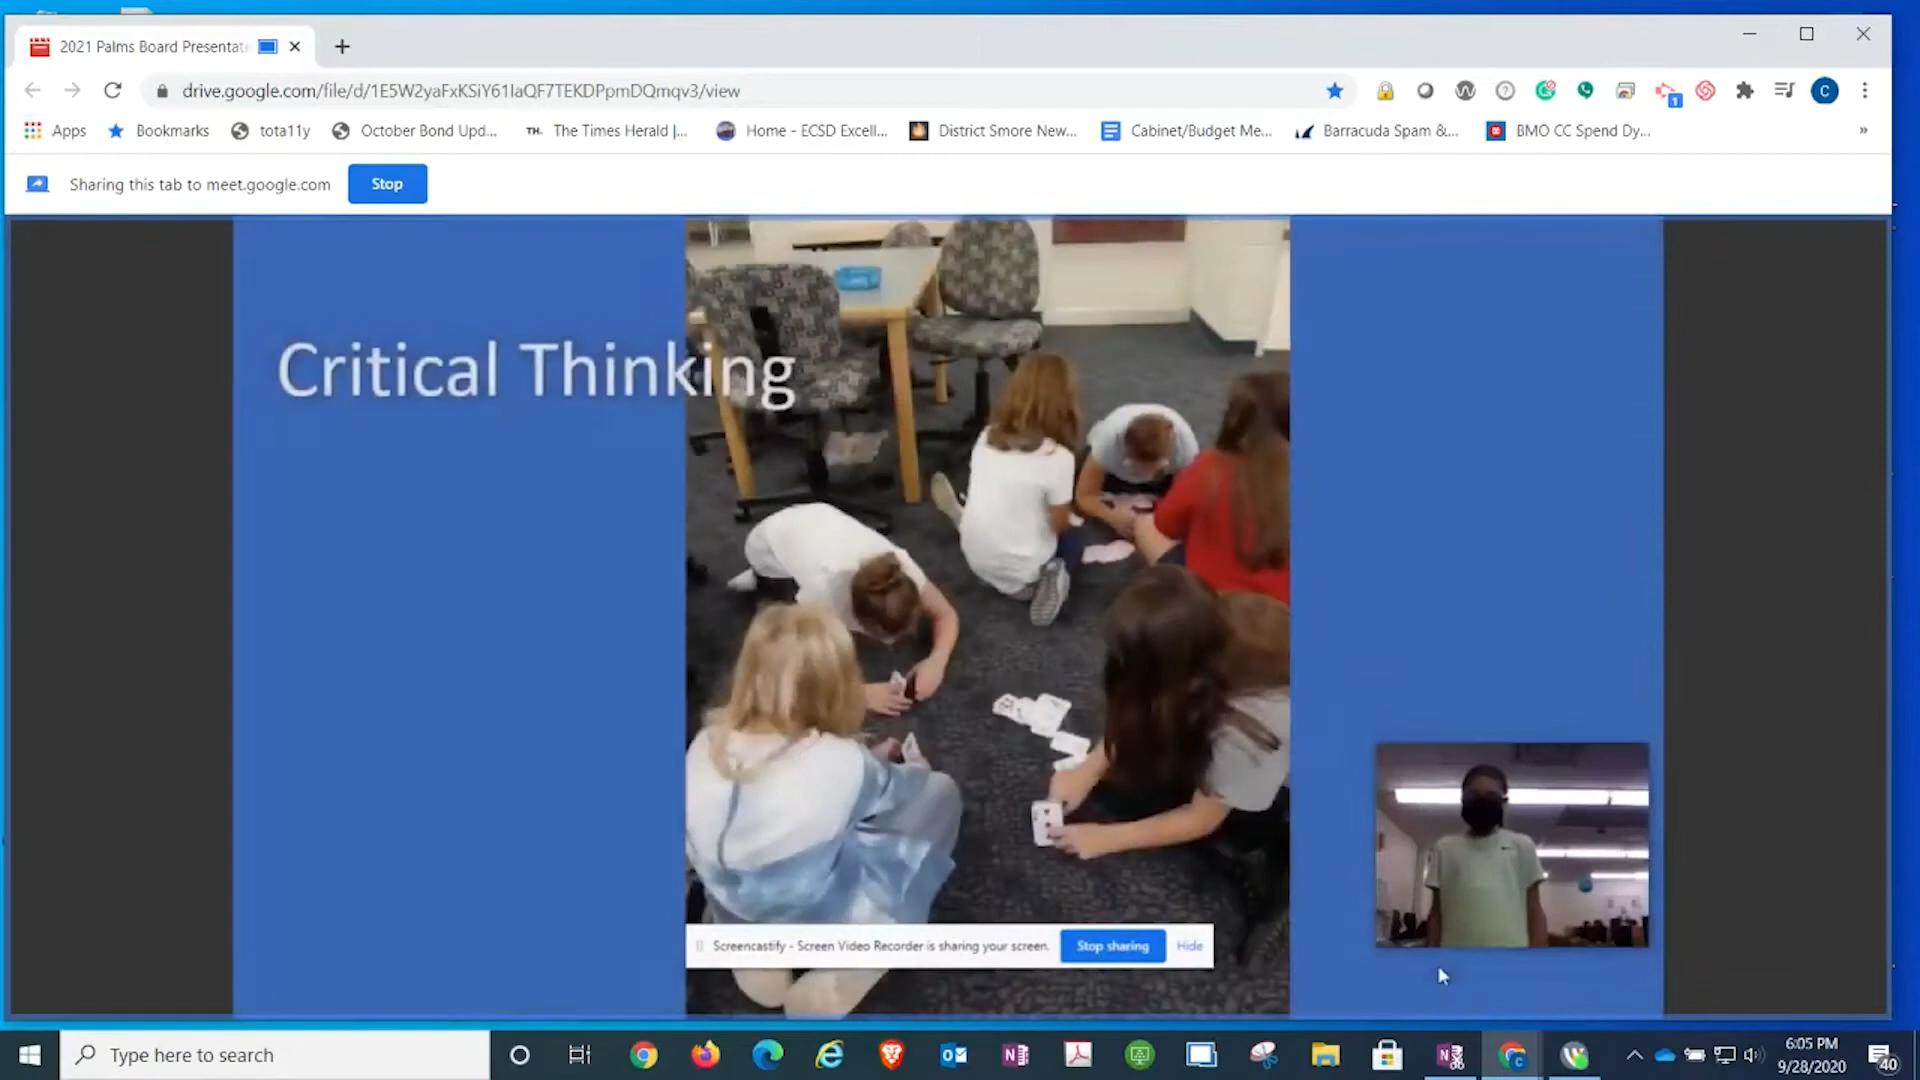 2021 Palms Board Presentat
drive.google.com/file/d/1E5W2yaFxKSiY61IaQF7TEKDPpmDQmqv3/view
Apps Bookmarks tota11y October Bond Upd... TH. The Times Herald |... Home - ECSD Excell... District Smore New... Cabinet/Budget Me... Barracuda Spam &... BMO CC Spend Dy... »
Sharing this tab to meet.google.com Stop
Critical Thinking
Screencastify - Screen Video Recorder is sharing your screen. Stop sharing Hide
Type here to search
6:05 PM
9/28/2020
40